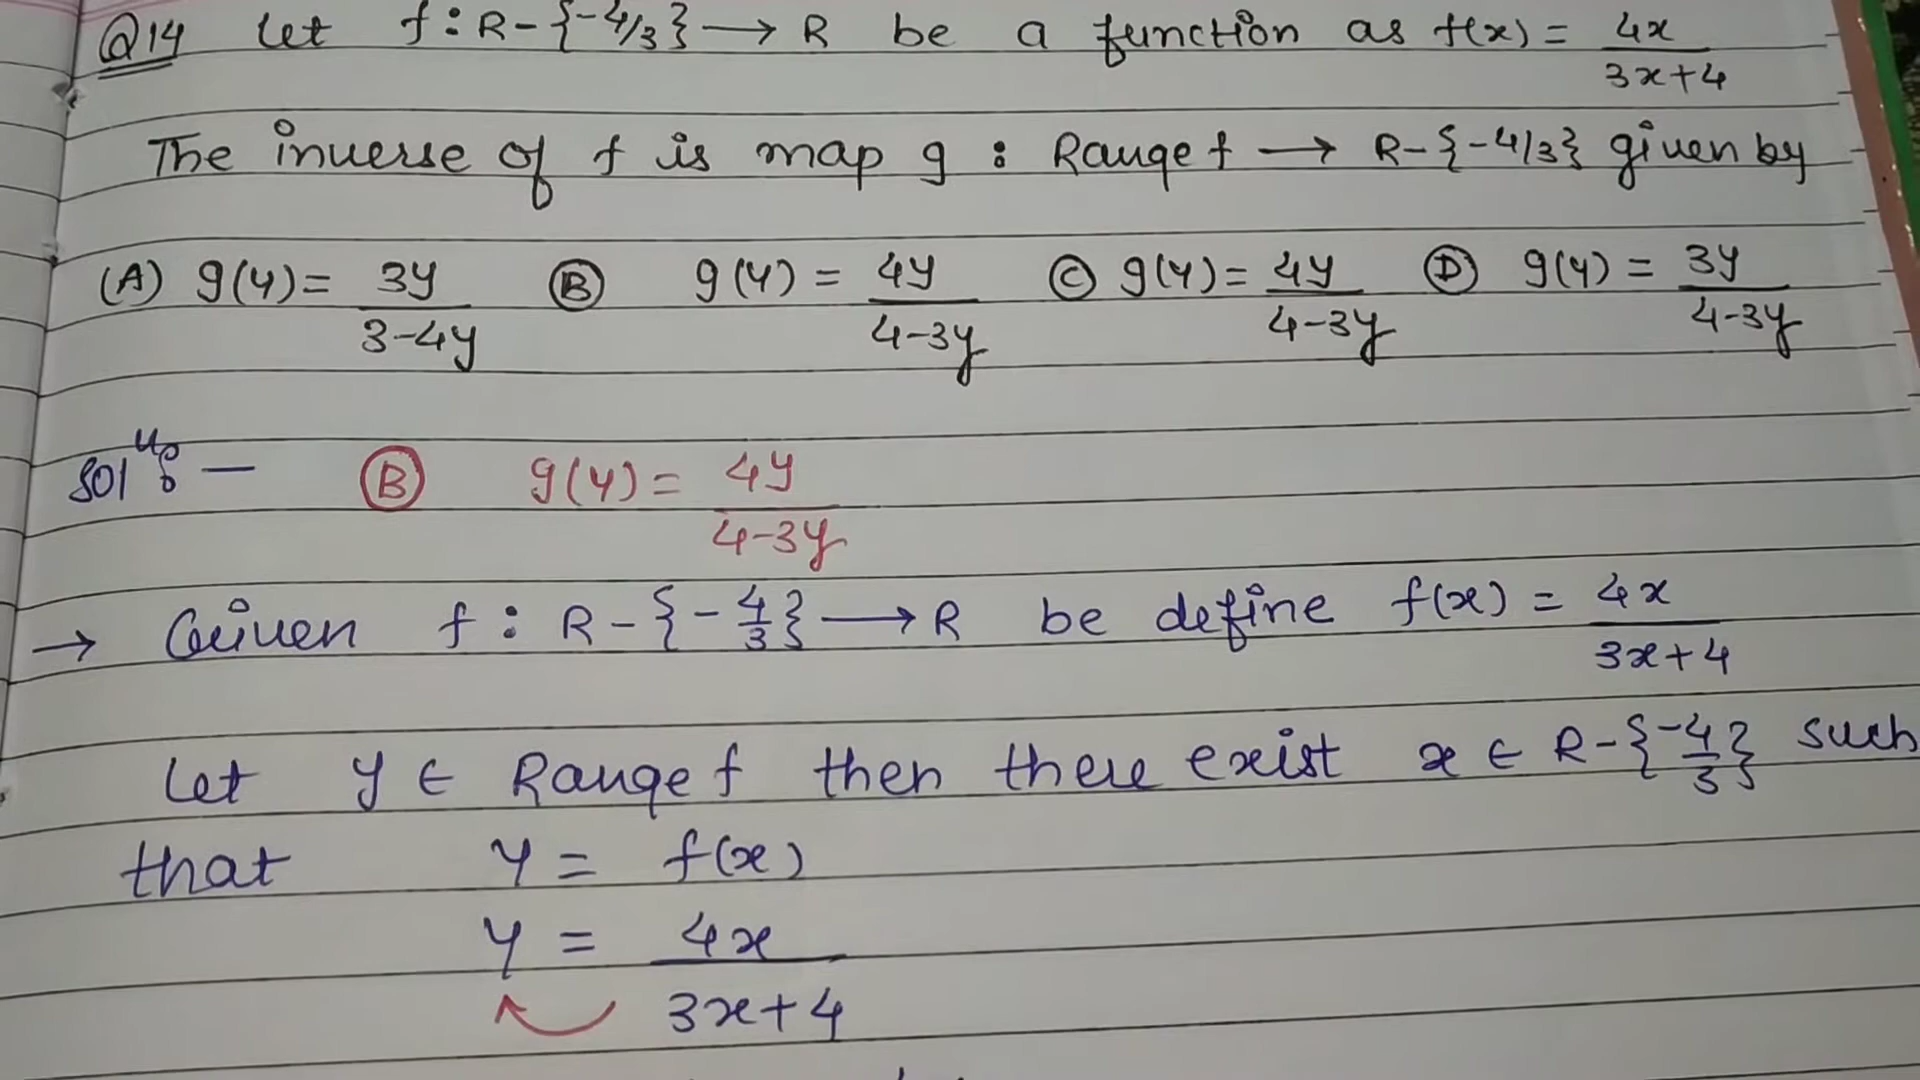 Q14 Let f : R-{-4/3} → R be a function as f(x) = 4x/3x+4
The inverse of f is map g : Range f → R-{-4/3} given by
(A) g(y) = 3y/3-4y (B) g(y) = 4y/4-3y (C) g(y) = 4y/4-3y (D) g(y) = 3y/4-3y
Solⁿ: — (B) g(y) = 4y/4-3y
→ Given f : R-{-4/3} → R be define f(x) = 4x/3x+4
Let y ∈ Range f then there exist x ∈ R-{-4/3} such
that y = f(x)
y = 4x/3x+4